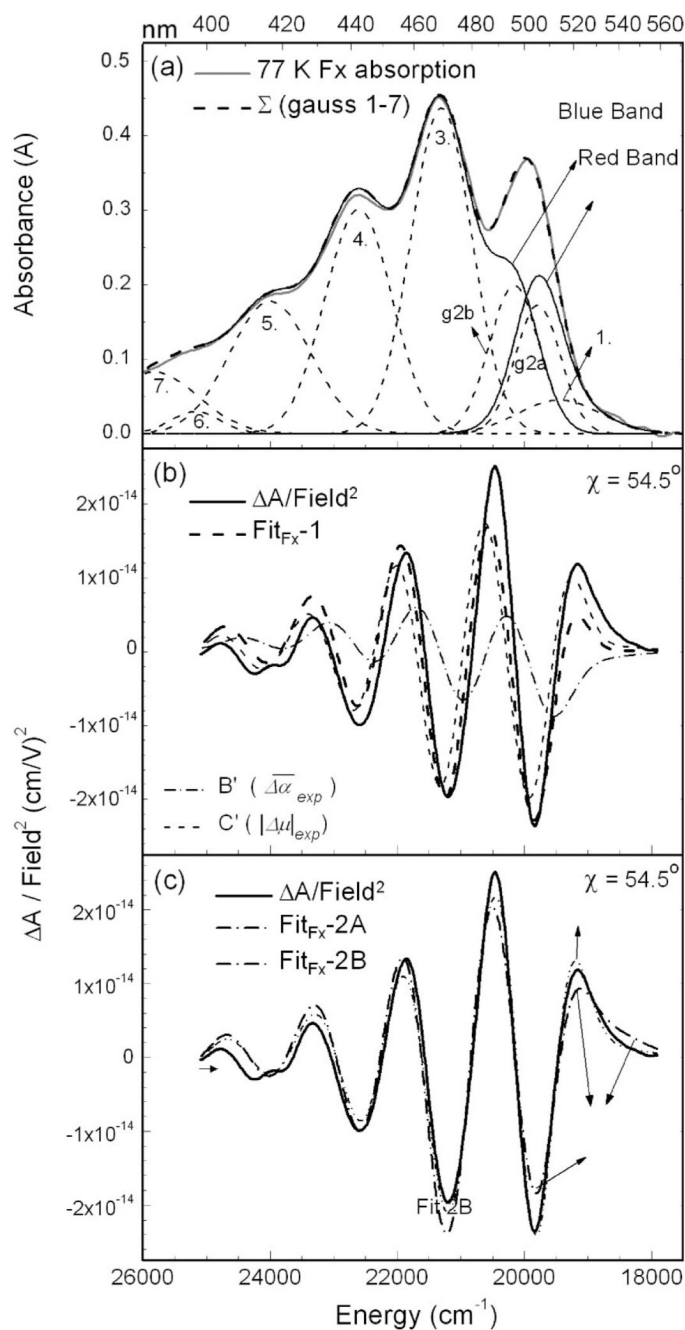 nm 400 420 440 460 480 500 520 540 560
(a)
77 K Fx absorption
Σ (gauss 1-7)
Blue Band
Red Band
3.
4.
5.
g2b
g2a
1.
7.
6.
0.5
0.4
0.3
0.2
0.1
0.0
Absorbance (A)
(b)
χ = 54.5°
ΔA/Field²
Fit_Fx-1
B' ( Δα_exp )
C' ( |Δμ|_exp )
2x10⁻¹⁴
1x10⁻¹⁴
0
-1x10⁻¹⁴
-2x10⁻¹⁴
ΔA / Field² (cm/V)²
(c)
χ = 54.5°
ΔA/Field²
Fit_Fx-2A
Fit_Fx-2B
Fit 2B
2x10⁻¹⁴
1x10⁻¹⁴
0
-1x10⁻¹⁴
-2x10⁻¹⁴
26000 24000 22000 20000 18000
Energy (cm⁻¹)